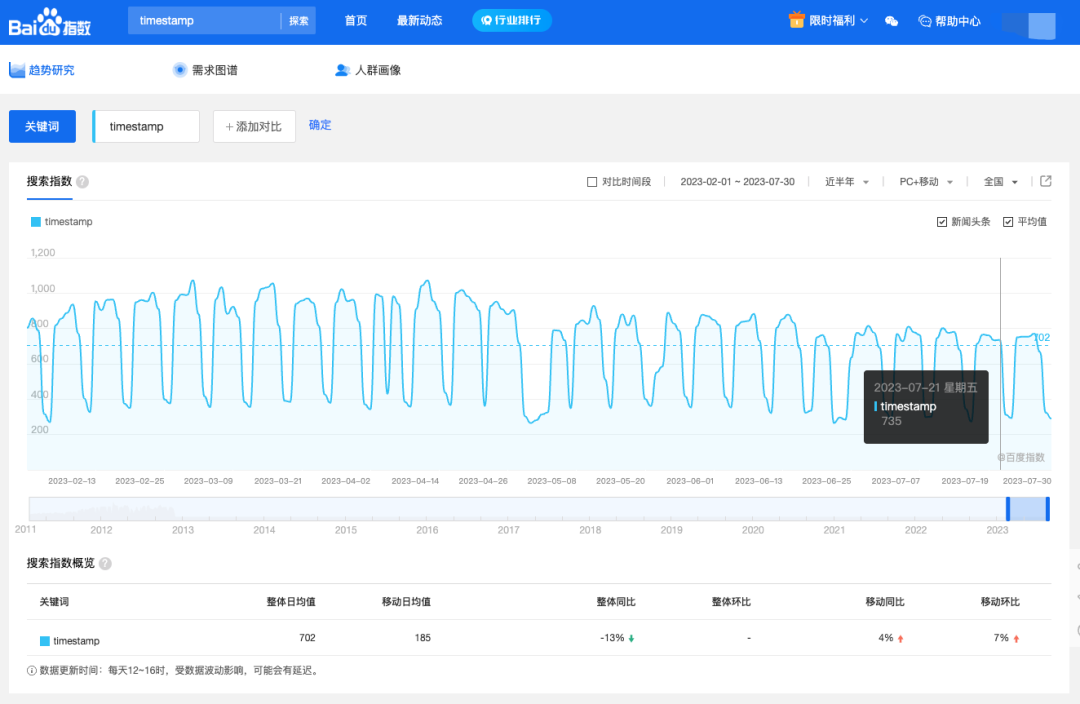 Bai du 指数 timestamp 探索 首页 最新动态 行业排行 限时福利 帮助中心
趋势研究 需求图谱 人群画像
关键词 timestamp + 添加对比 确定
搜索指数 ? 对比时间段 2023-02-01 ~ 2023-07-30 近半年 PC+移动 全国
timestamp 新闻头条 平均值
1,200
1,000
800
702
600
400
200
2023-07-21 星期五
timestamp
735
@百度指数
2023-02-13 2023-02-25 2023-03-09 2023-03-21 2023-04-02 2023-04-14 2023-04-26 2023-05-08 2023-05-20 2023-06-01 2023-06-13 2023-06-25 2023-07-07 2023-07-19 2023-07-30
2011 2012 2013 2014 2015 2016 2017 2018 2019 2020 2021 2022 2023
搜索指数概览 ?
关键词 整体日均值 移动日均值 整体同比 整体环比 移动同比 移动环比
timestamp 702 185 -13% - 4% 7%
数据更新时间：每天12~16时，受数据波动影响，可能会有延迟。